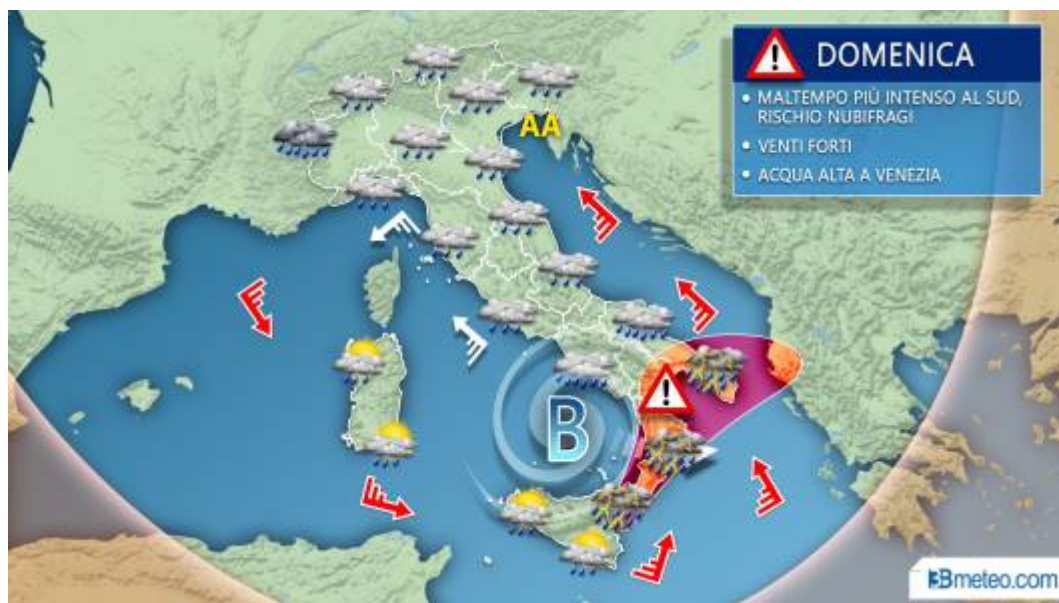 DOMENICA
• MALTEMPO PIÙ INTENSO AL SUD,
RISCHIO NUBIFRAGI
• VENTI FORTI
• ACQUA ALTA A VENEZIA
AA
B
3Bmeteo.com